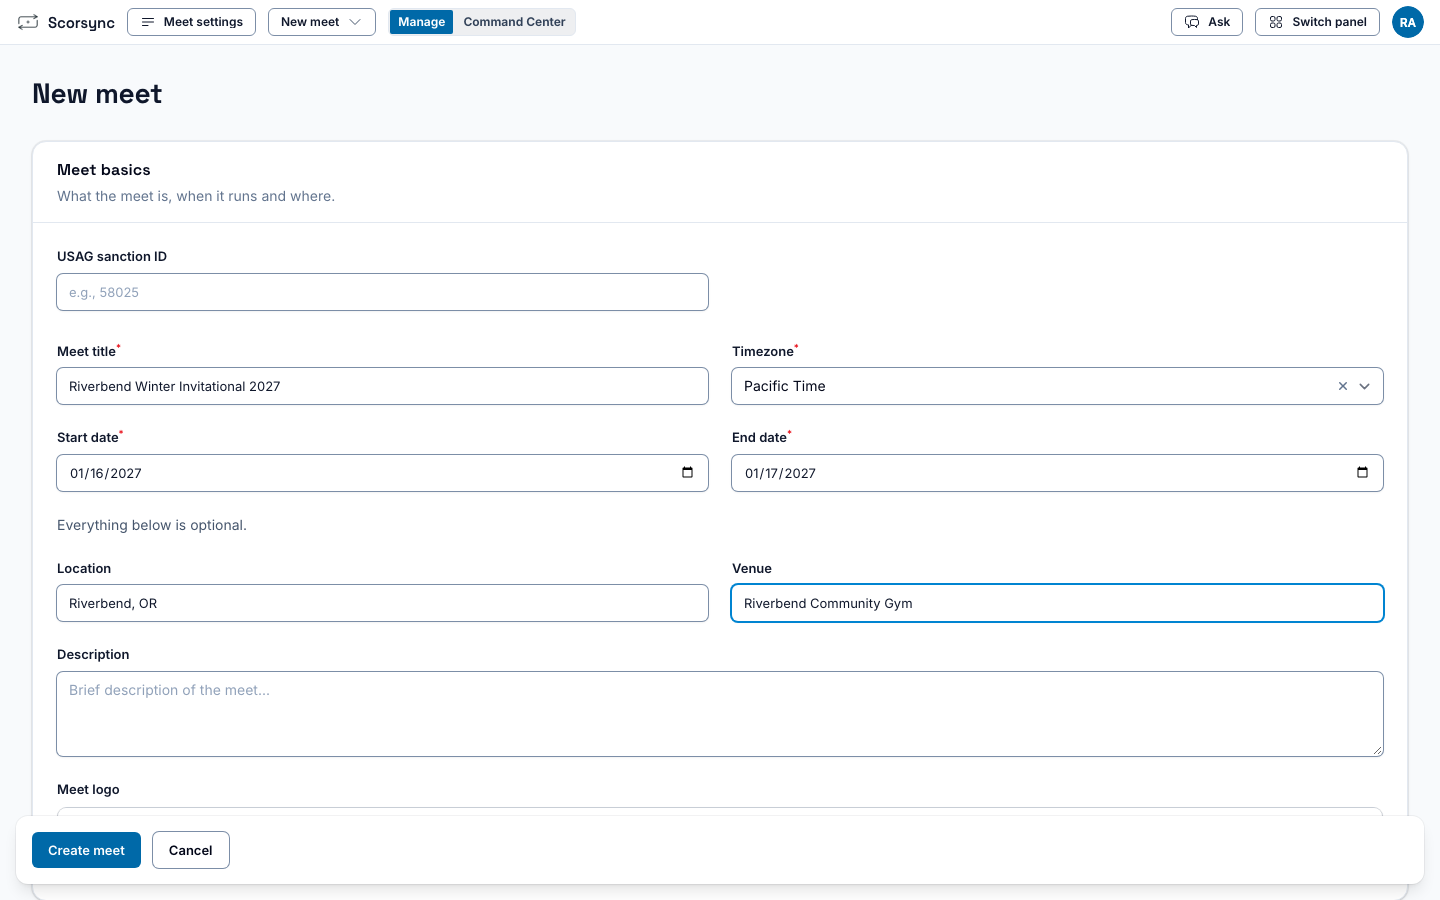 Scorsync
Meet settings
New meet
Manage
Command Center
Ask
Switch panel
RA
New meet
Meet basics
What the meet is, when it runs and where.
USAG sanction ID
e.g., 58025
Meet title*
Timezone*
Riverbend Winter Invitational 2027
Pacific Time
Start date*
End date*
01/16/2027
01/17/2027
Everything below is optional.
Location
Venue
Riverbend, OR
Riverbend Community Gym
Description
Brief description of the meet...
Meet logo
Create meet
Cancel